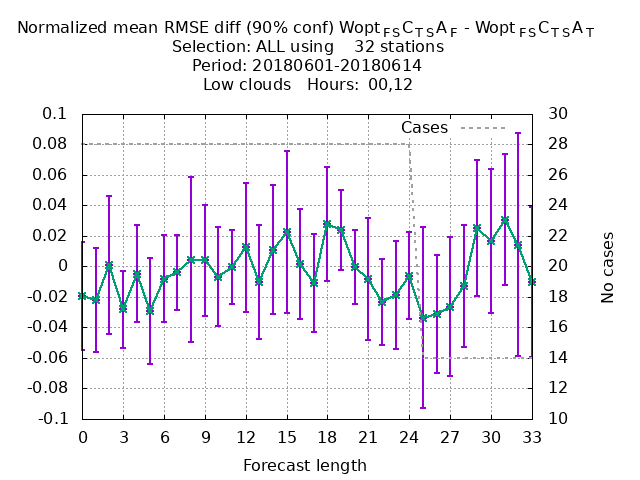 Normalized mean RMSE diff (90% conf) Wopt FS C T S A F - Wopt FS C T S A T
Selection: ALL using 32 stations
Period: 20180601-20180614
Low clouds Hours: 00,12
Cases
0.1
0.08
0.06
0.04
0.02
0
-0.02
-0.04
-0.06
-0.08
-0.1
30
28
26
24
22
20
18
16
14
12
10
No cases
0 3 6 9 12 15 18 21 24 27 30 33
Forecast length